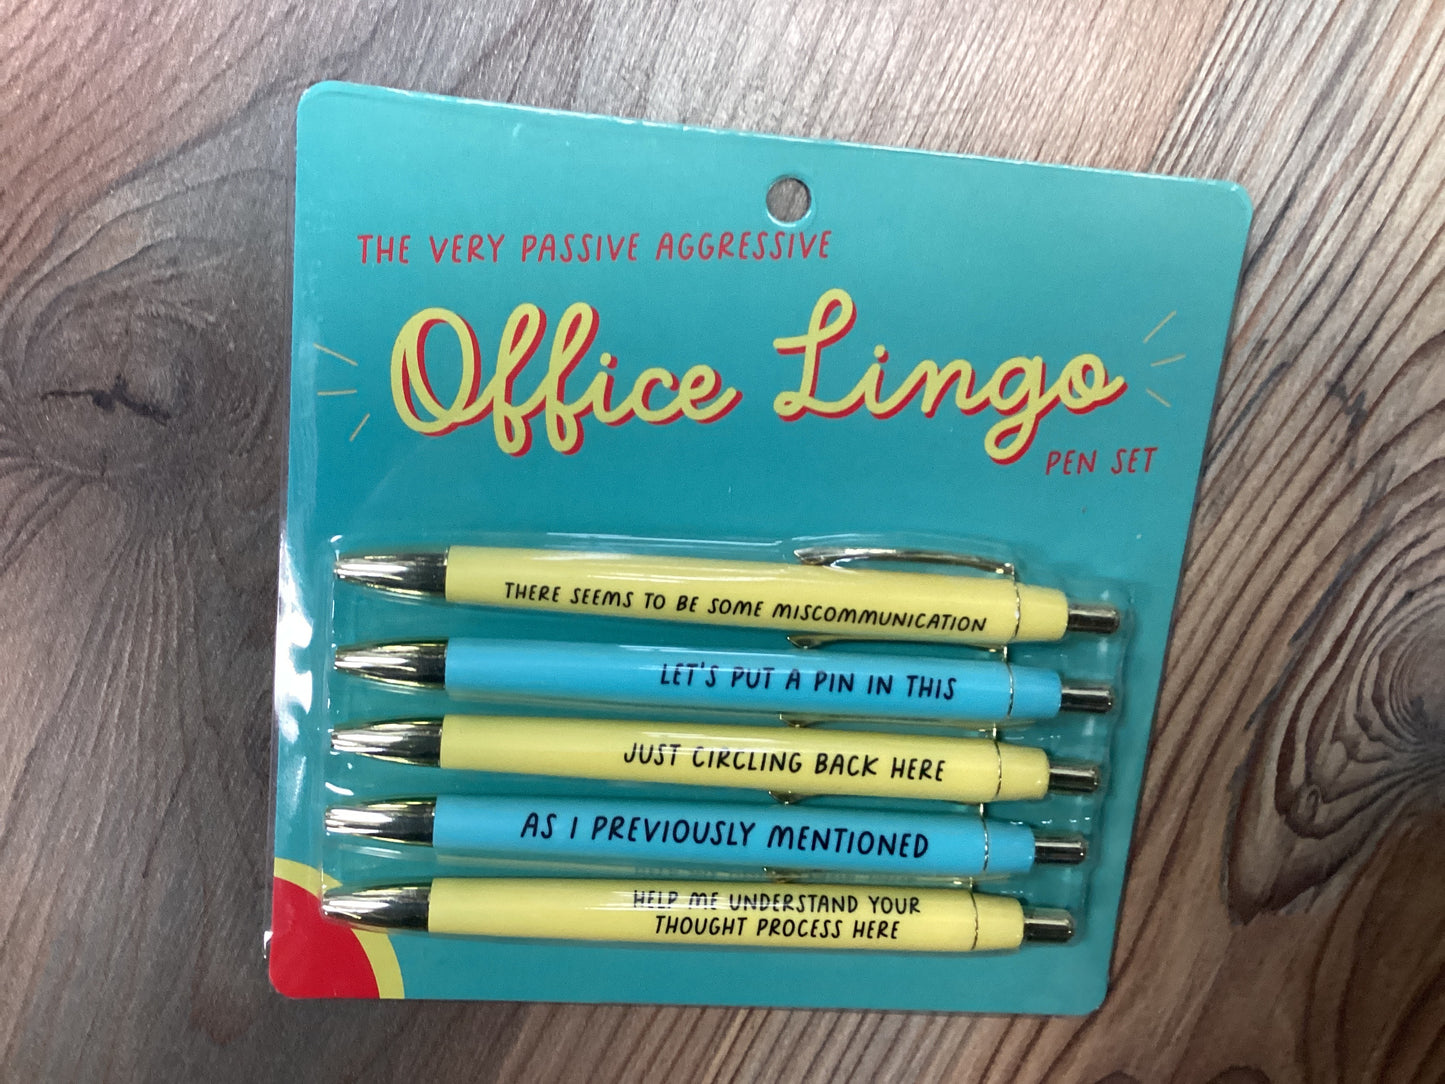 THE VERY PASSIVE AGGRESSIVE
Office Lingo
PEN SET
THERE SEEMS TO BE SOME MISCOMMUNICATION
LET'S PUT A PIN IN THIS
JUST CIRCLING BACK HERE
AS I PREVIOUSLY MENTIONED
HELP ME UNDERSTAND YOUR
THOUGHT PROCESS HERE